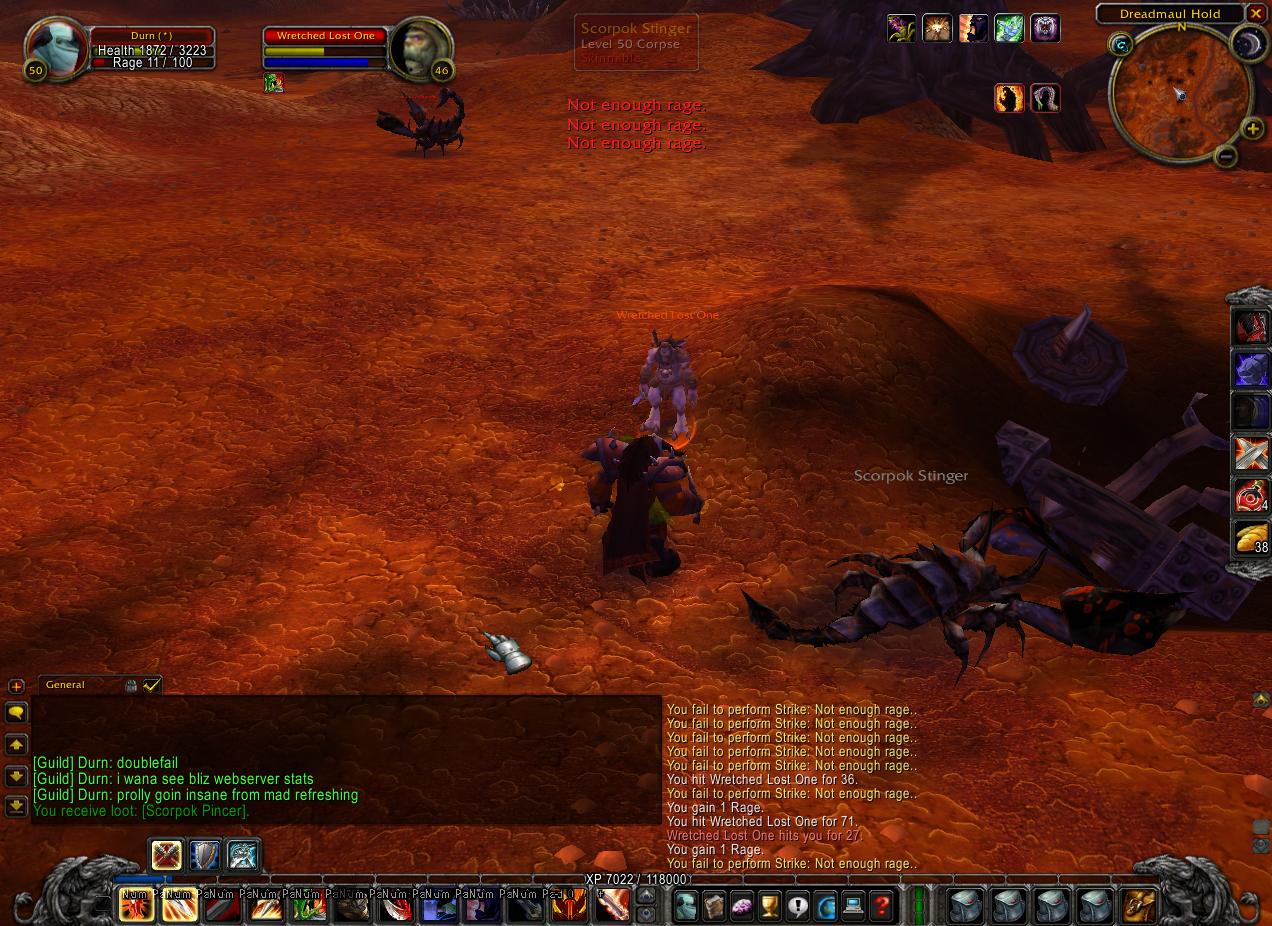 Durn (*)
Health 1872 / 3223
Rage 11 / 100
50
Wretched Lost One
46
Scorpok Stinger
Level 50 Corpse
Skinnable
Dreadmaul Hold
N
Not enough rage.
Not enough rage.
Not enough rage.
Wretched Lost One
Scorpok Stinger
4
38
General
[Guild] Durn: doublefail
[Guild] Durn: i wana see bliz webserver stats
[Guild] Durn: prolly goin insane from mad refreshing
You receive loot: [Scorpok Pincer].
You fail to perform Strike: Not enough rage..
You fail to perform Strike: Not enough rage..
You fail to perform Strike: Not enough rage..
You fail to perform Strike: Not enough rage..
You fail to perform Strike: Not enough rage..
You hit Wretched Lost One for 36.
You fail to perform Strike: Not enough rage..
You gain 1 Rage.
You hit Wretched Lost One for 71.
Wretched Lost One hits you for 27.
You gain 1 Rage.
You fail to perform Strike: Not enough rage..
XP 7022 / 118000